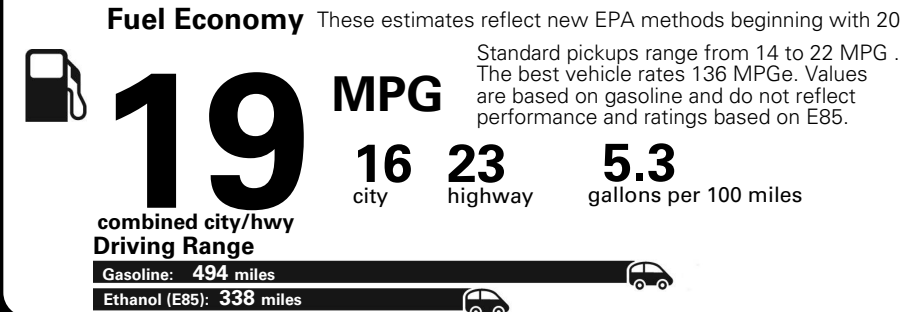 Fuel Economy These estimates reflect new EPA methods beginning with 20
Standard pickups range from 14 to 22 MPG .
The best vehicle rates 136 MPGe. Values
are based on gasoline and do not reflect
performance and ratings based on E85.
19 MPG
combined city/hwy
16 city
23 highway
5.3 gallons per 100 miles
Driving Range
Gasoline: 494 miles
Ethanol (E85): 338 miles